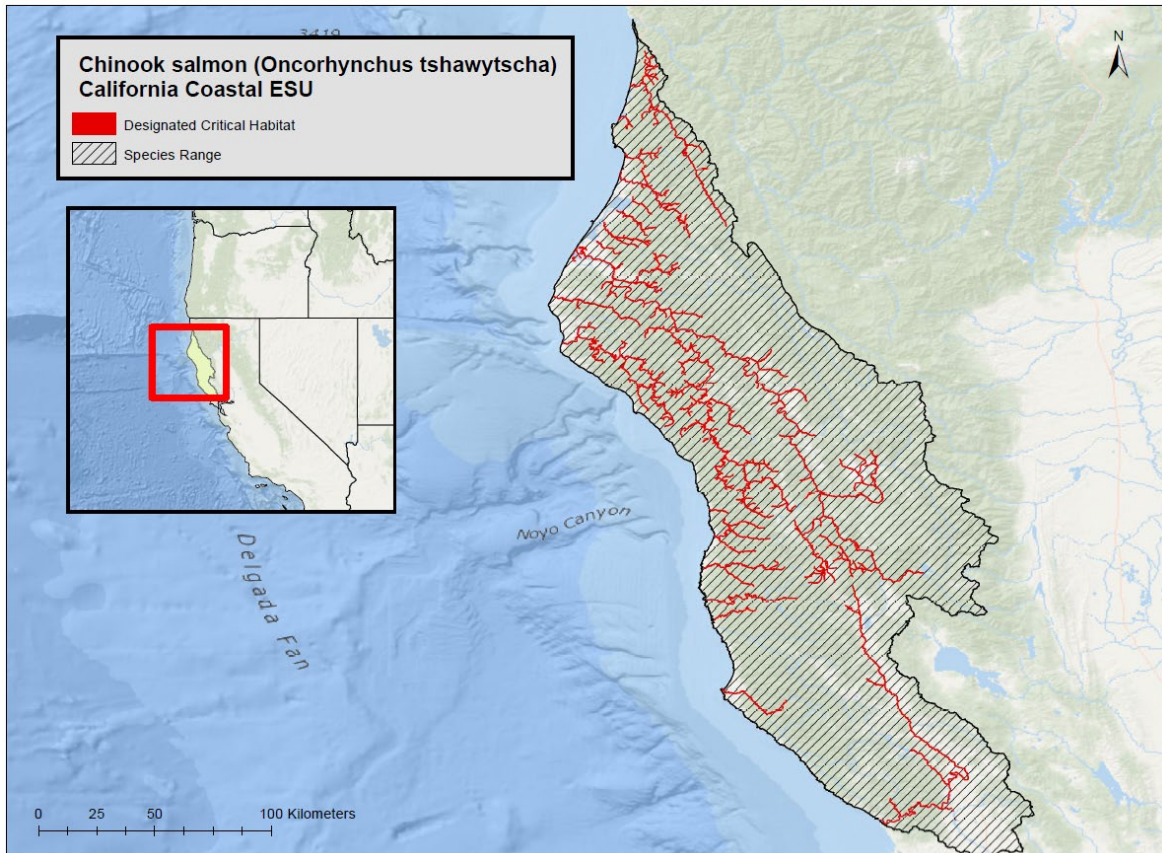 3419
Chinook salmon (Oncorhynchus tshawytscha)
California Coastal ESU
Designated Critical Habitat
Species Range
N
Noyo Canyon
Delgada Fan
0 25 50 100 Kilometers